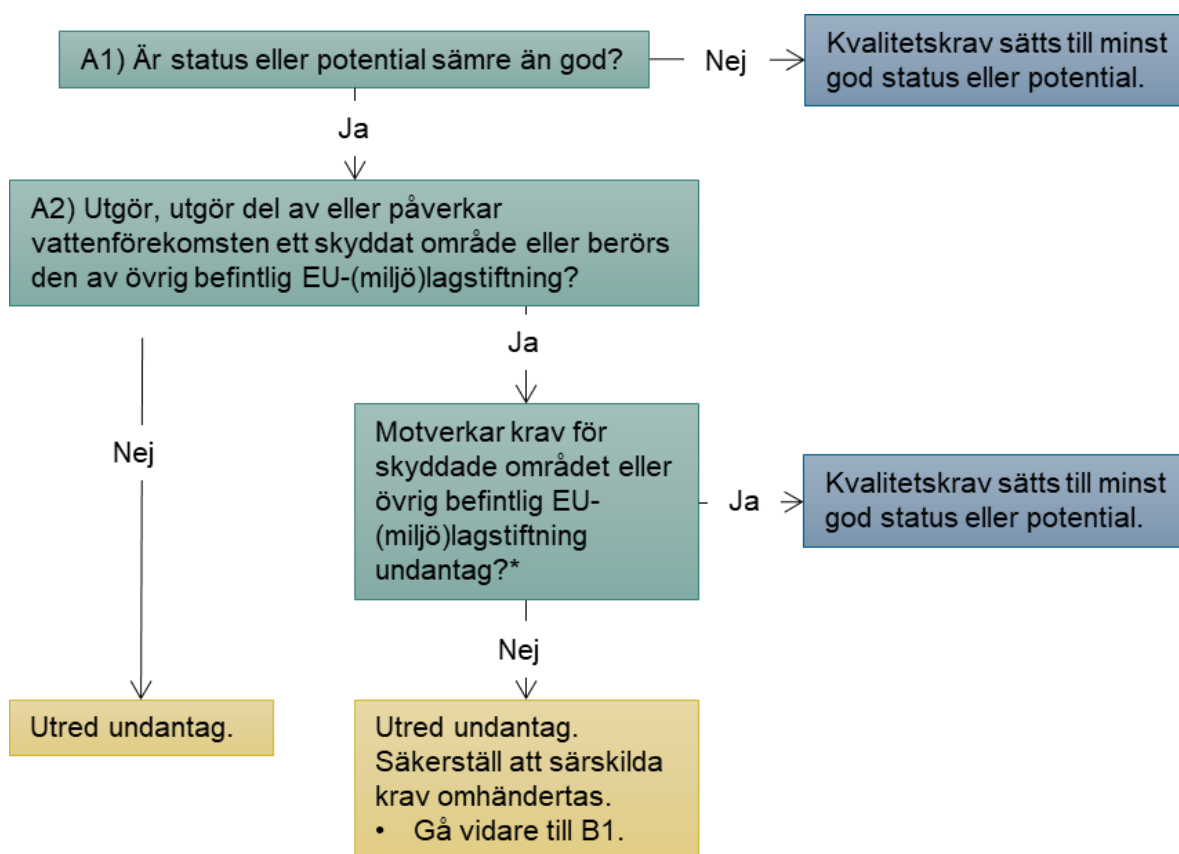 A1) Är status eller potential sämre än god?
Nej
Kvalitetskrav sätts till minst
god status eller potential.
Ja
A2) Utgör, utgör del av eller påverkar
vattenförekomsten ett skyddat område eller berörs
den av övrig befintlig EU-(miljö)lagstiftning?
Ja
Nej
Motverkar krav för
skyddade området eller
övrig befintlig EU-
(miljö)lagstiftning
undantag?*
Ja
Kvalitetskrav sätts till minst
god status eller potential.
Nej
Utred undantag.
Utred undantag.
Säkerställ att särskilda
krav omhändertas.
• Gå vidare till B1.